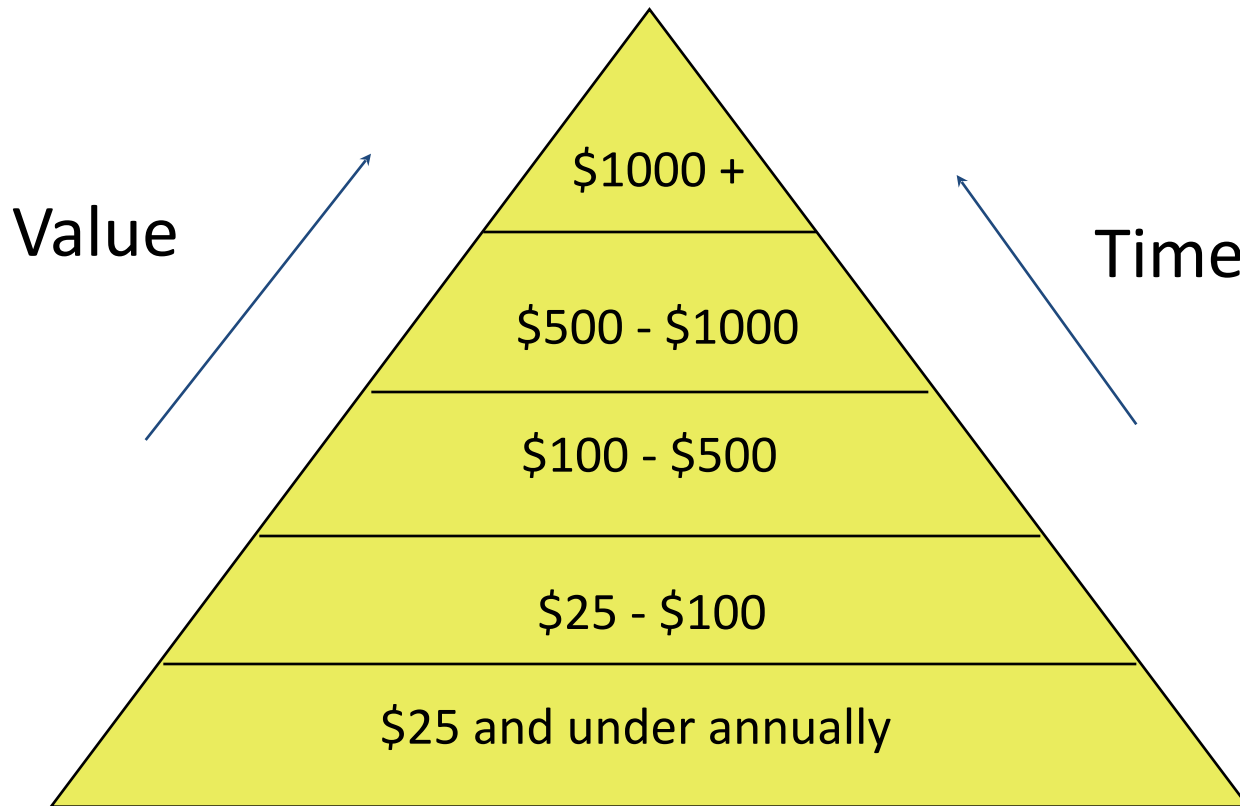 $1000 +
Value
Time
$500 - $1000
$100 - $500
$25 - $100
$25 and under annually